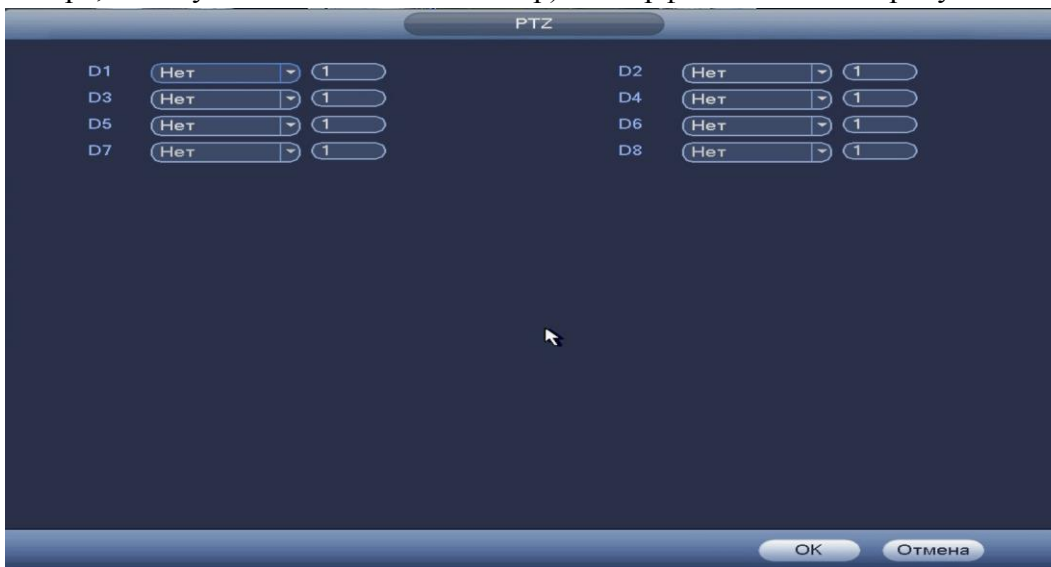 PTZ
D1 Нет 1 D2 Нет 1
D3 Нет 1 D4 Нет 1
D5 Нет 1 D6 Нет 1
D7 Нет 1 D8 Нет 1
OK Отмена